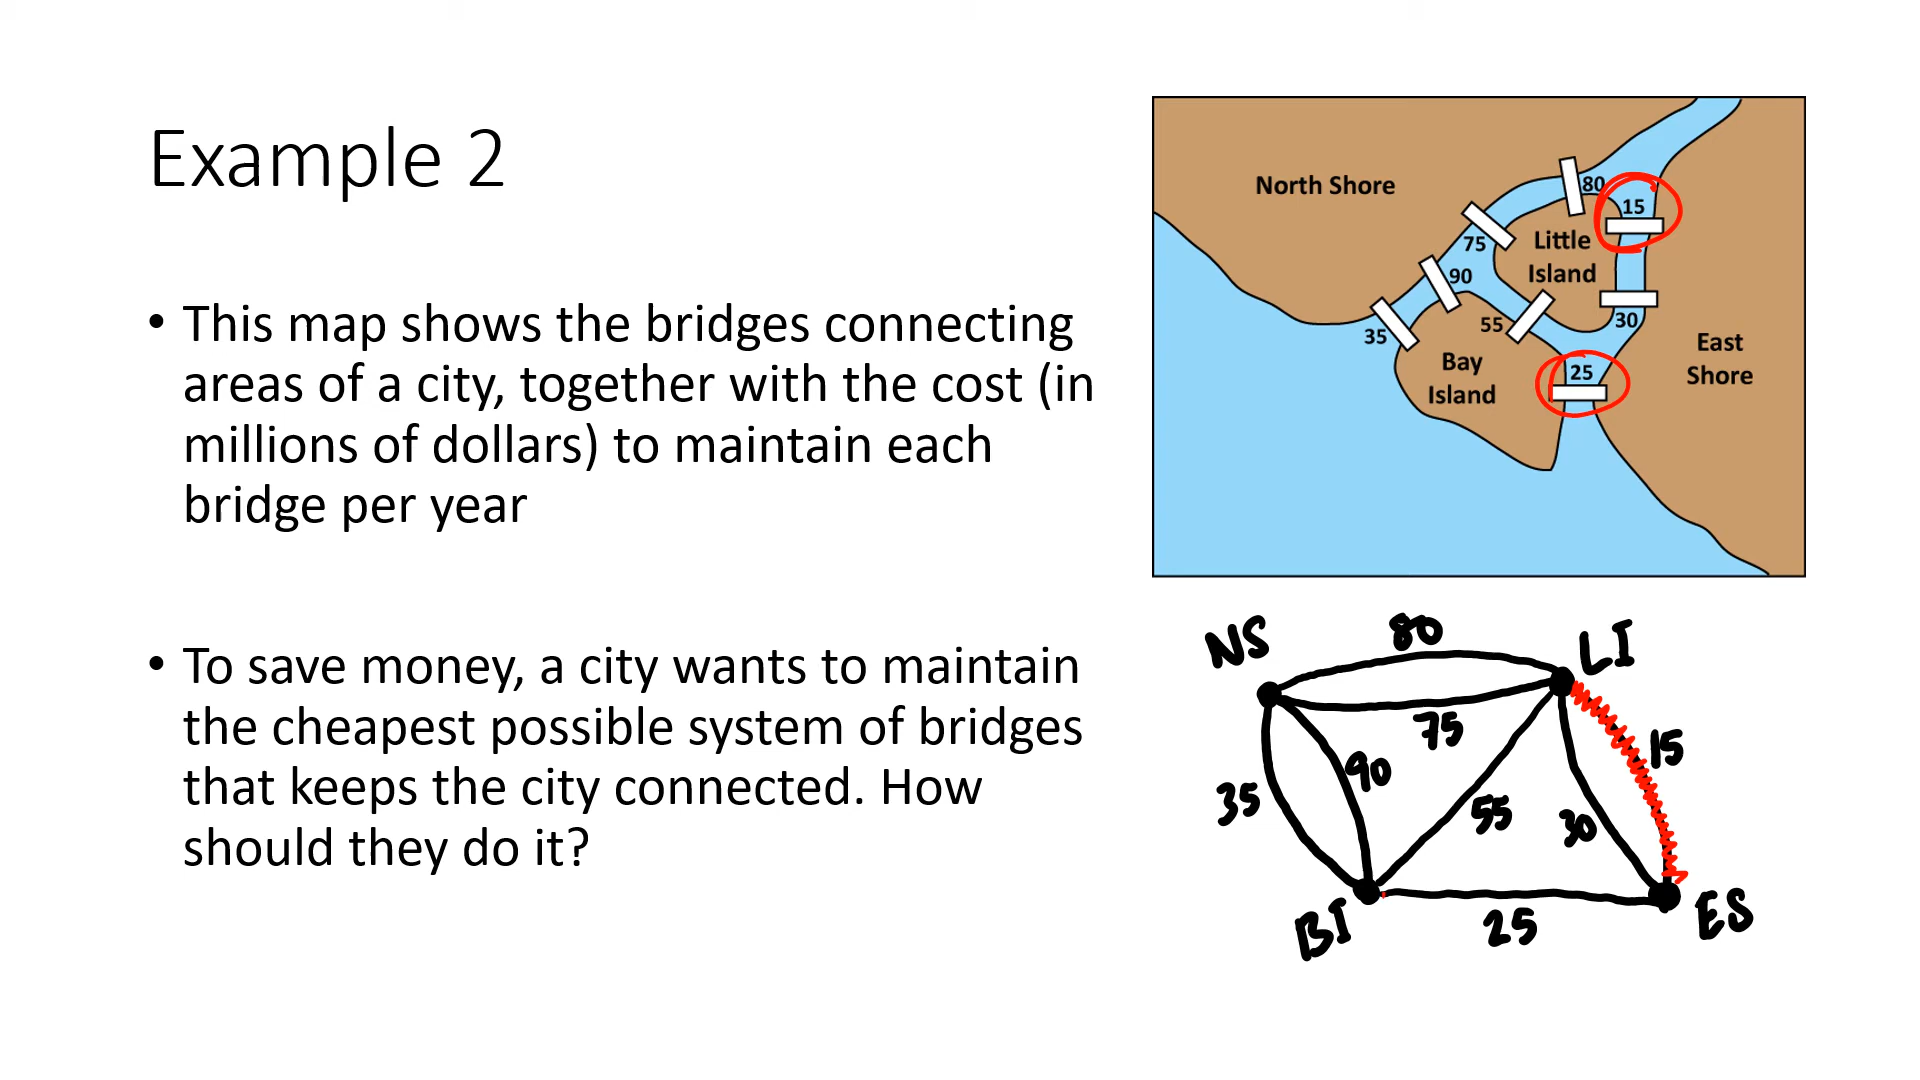 Example 2
• This map shows the bridges connecting
areas of a city, together with the cost (in
millions of dollars) to maintain each
bridge per year
• To save money, a city wants to maintain
the cheapest possible system of bridges
that keeps the city connected. How
should they do it?
North Shore
80
15
75
Little
Island
90
55
30
35
Bay
Island
25
East
Shore
NS
80
LI
75
15
90
35
55
30
BI
25
ES